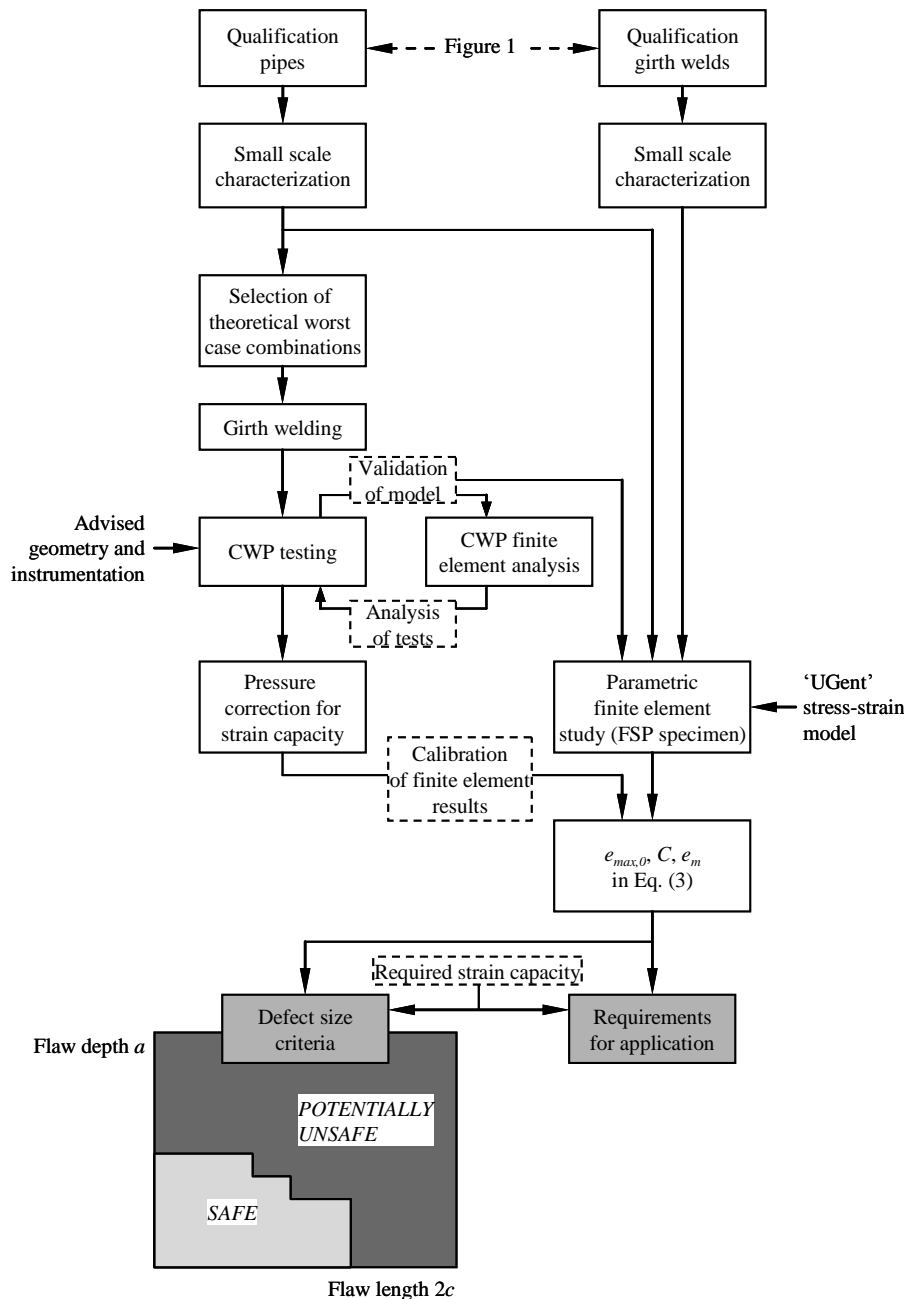 Qualification
pipes
Figure 1
Qualification
girth welds
Small scale
characterization
Small scale
characterization
Selection of
theoretical worst
case combinations
Girth welding
Validation
of model
Advised
geometry and
instrumentation
CWP testing
CWP finite
element analysis
Analysis
of tests
Pressure
correction for
strain capacity
Parametric
finite element
study (FSP specimen)
‘UGent’
stress-strain
model
Calibration
of finite element
results
e_max,0, C, e_m
in Eq. (3)
Required strain capacity
Defect size
criteria
Requirements
for application
Flaw depth a
POTENTIALLY
UNSAFE
SAFE
Flaw length 2c